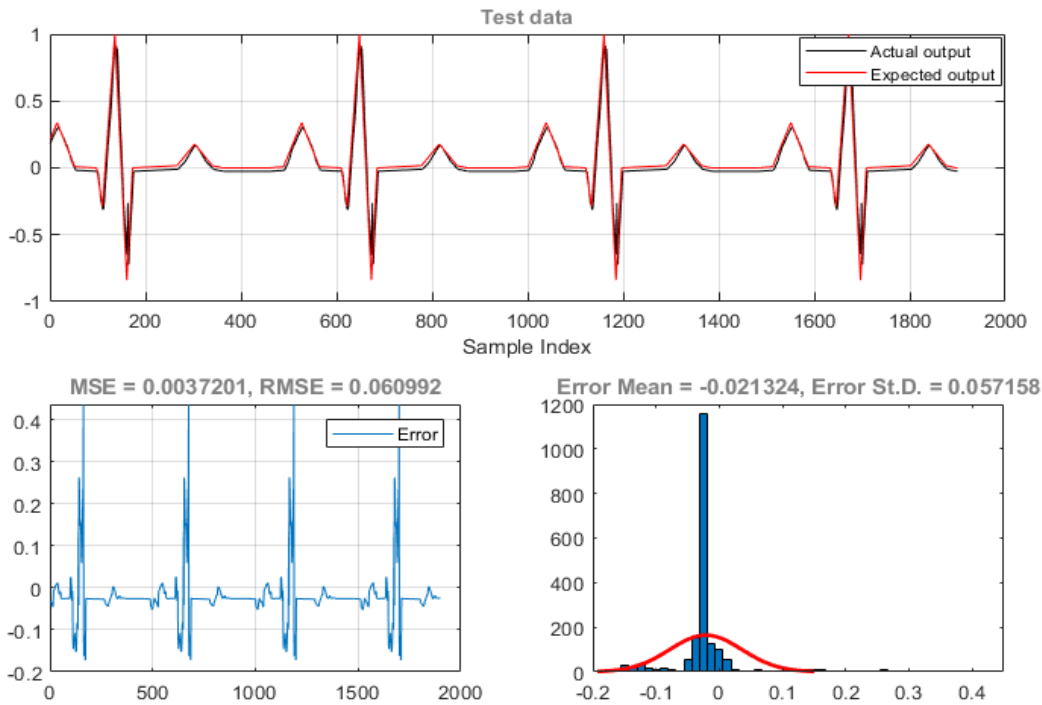 Test data
1
0.5
0
-0.5
-1
Actual output
Expected output
0 200 400 600 800 1000 1200 1400 1600 1800 2000
Sample Index
MSE = 0.0037201, RMSE = 0.060992
0.4
0.3
0.2
0.1
0
-0.1
-0.2
Error
0 500 1000 1500 2000
Error Mean = -0.021324, Error St.D. = 0.057158
1200
1000
800
600
400
200
0
-0.2 -0.1 0 0.1 0.2 0.3 0.4